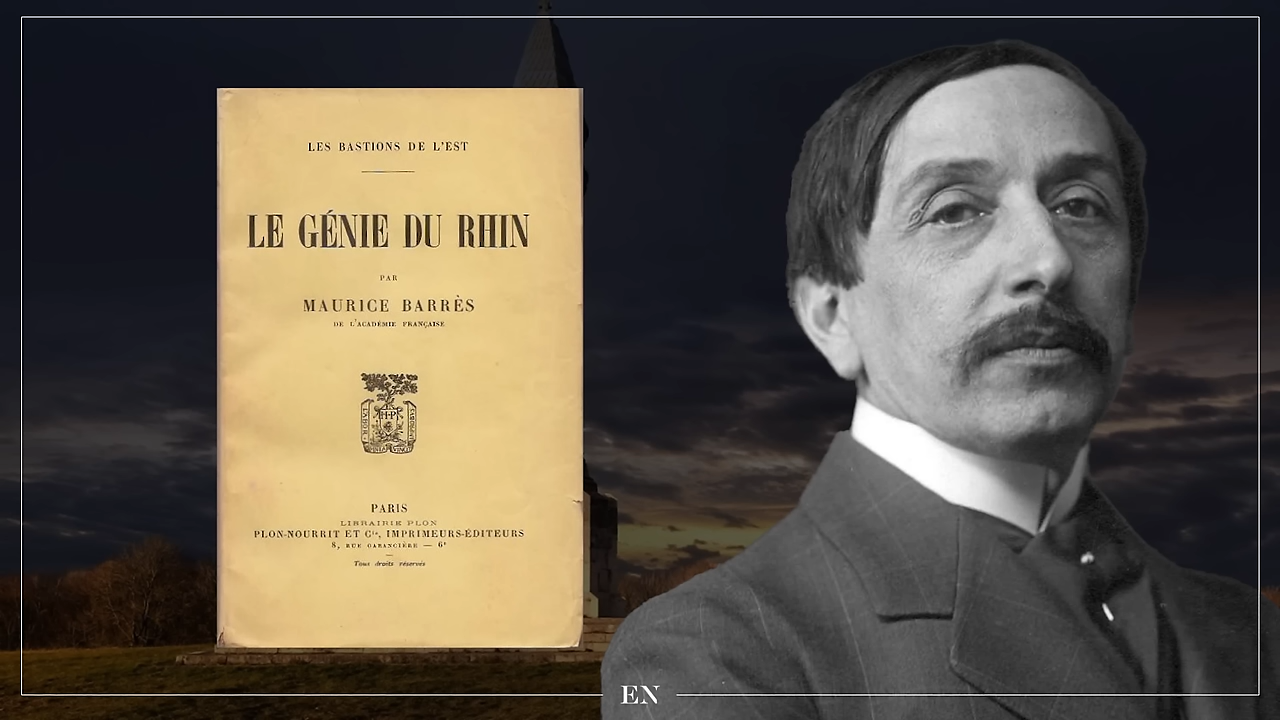 LES BASTIONS DE L'EST
LE GÉNIE DU RHIN
PAR
MAURICE BARRÈS
DE L'ACADÉMIE FRANÇAISE
H·P
PARIS
LIBRAIRIE PLON
PLON-NOURRIT ET Cie, IMPRIMEURS-ÉDITEURS
8, RUE GARANCIÈRE — 6e
Tous droits réservés
EN